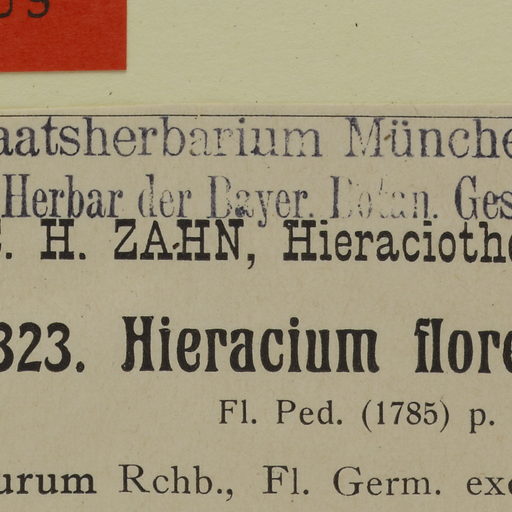 aatsherbarium Münche
Herbar der Bayer. Botan. Ges
. H. ZAHN, Hieraciothe
323. Hieracium flore
Fl. Ped. (1785) p.
urum Rchb., Fl. Germ. exc